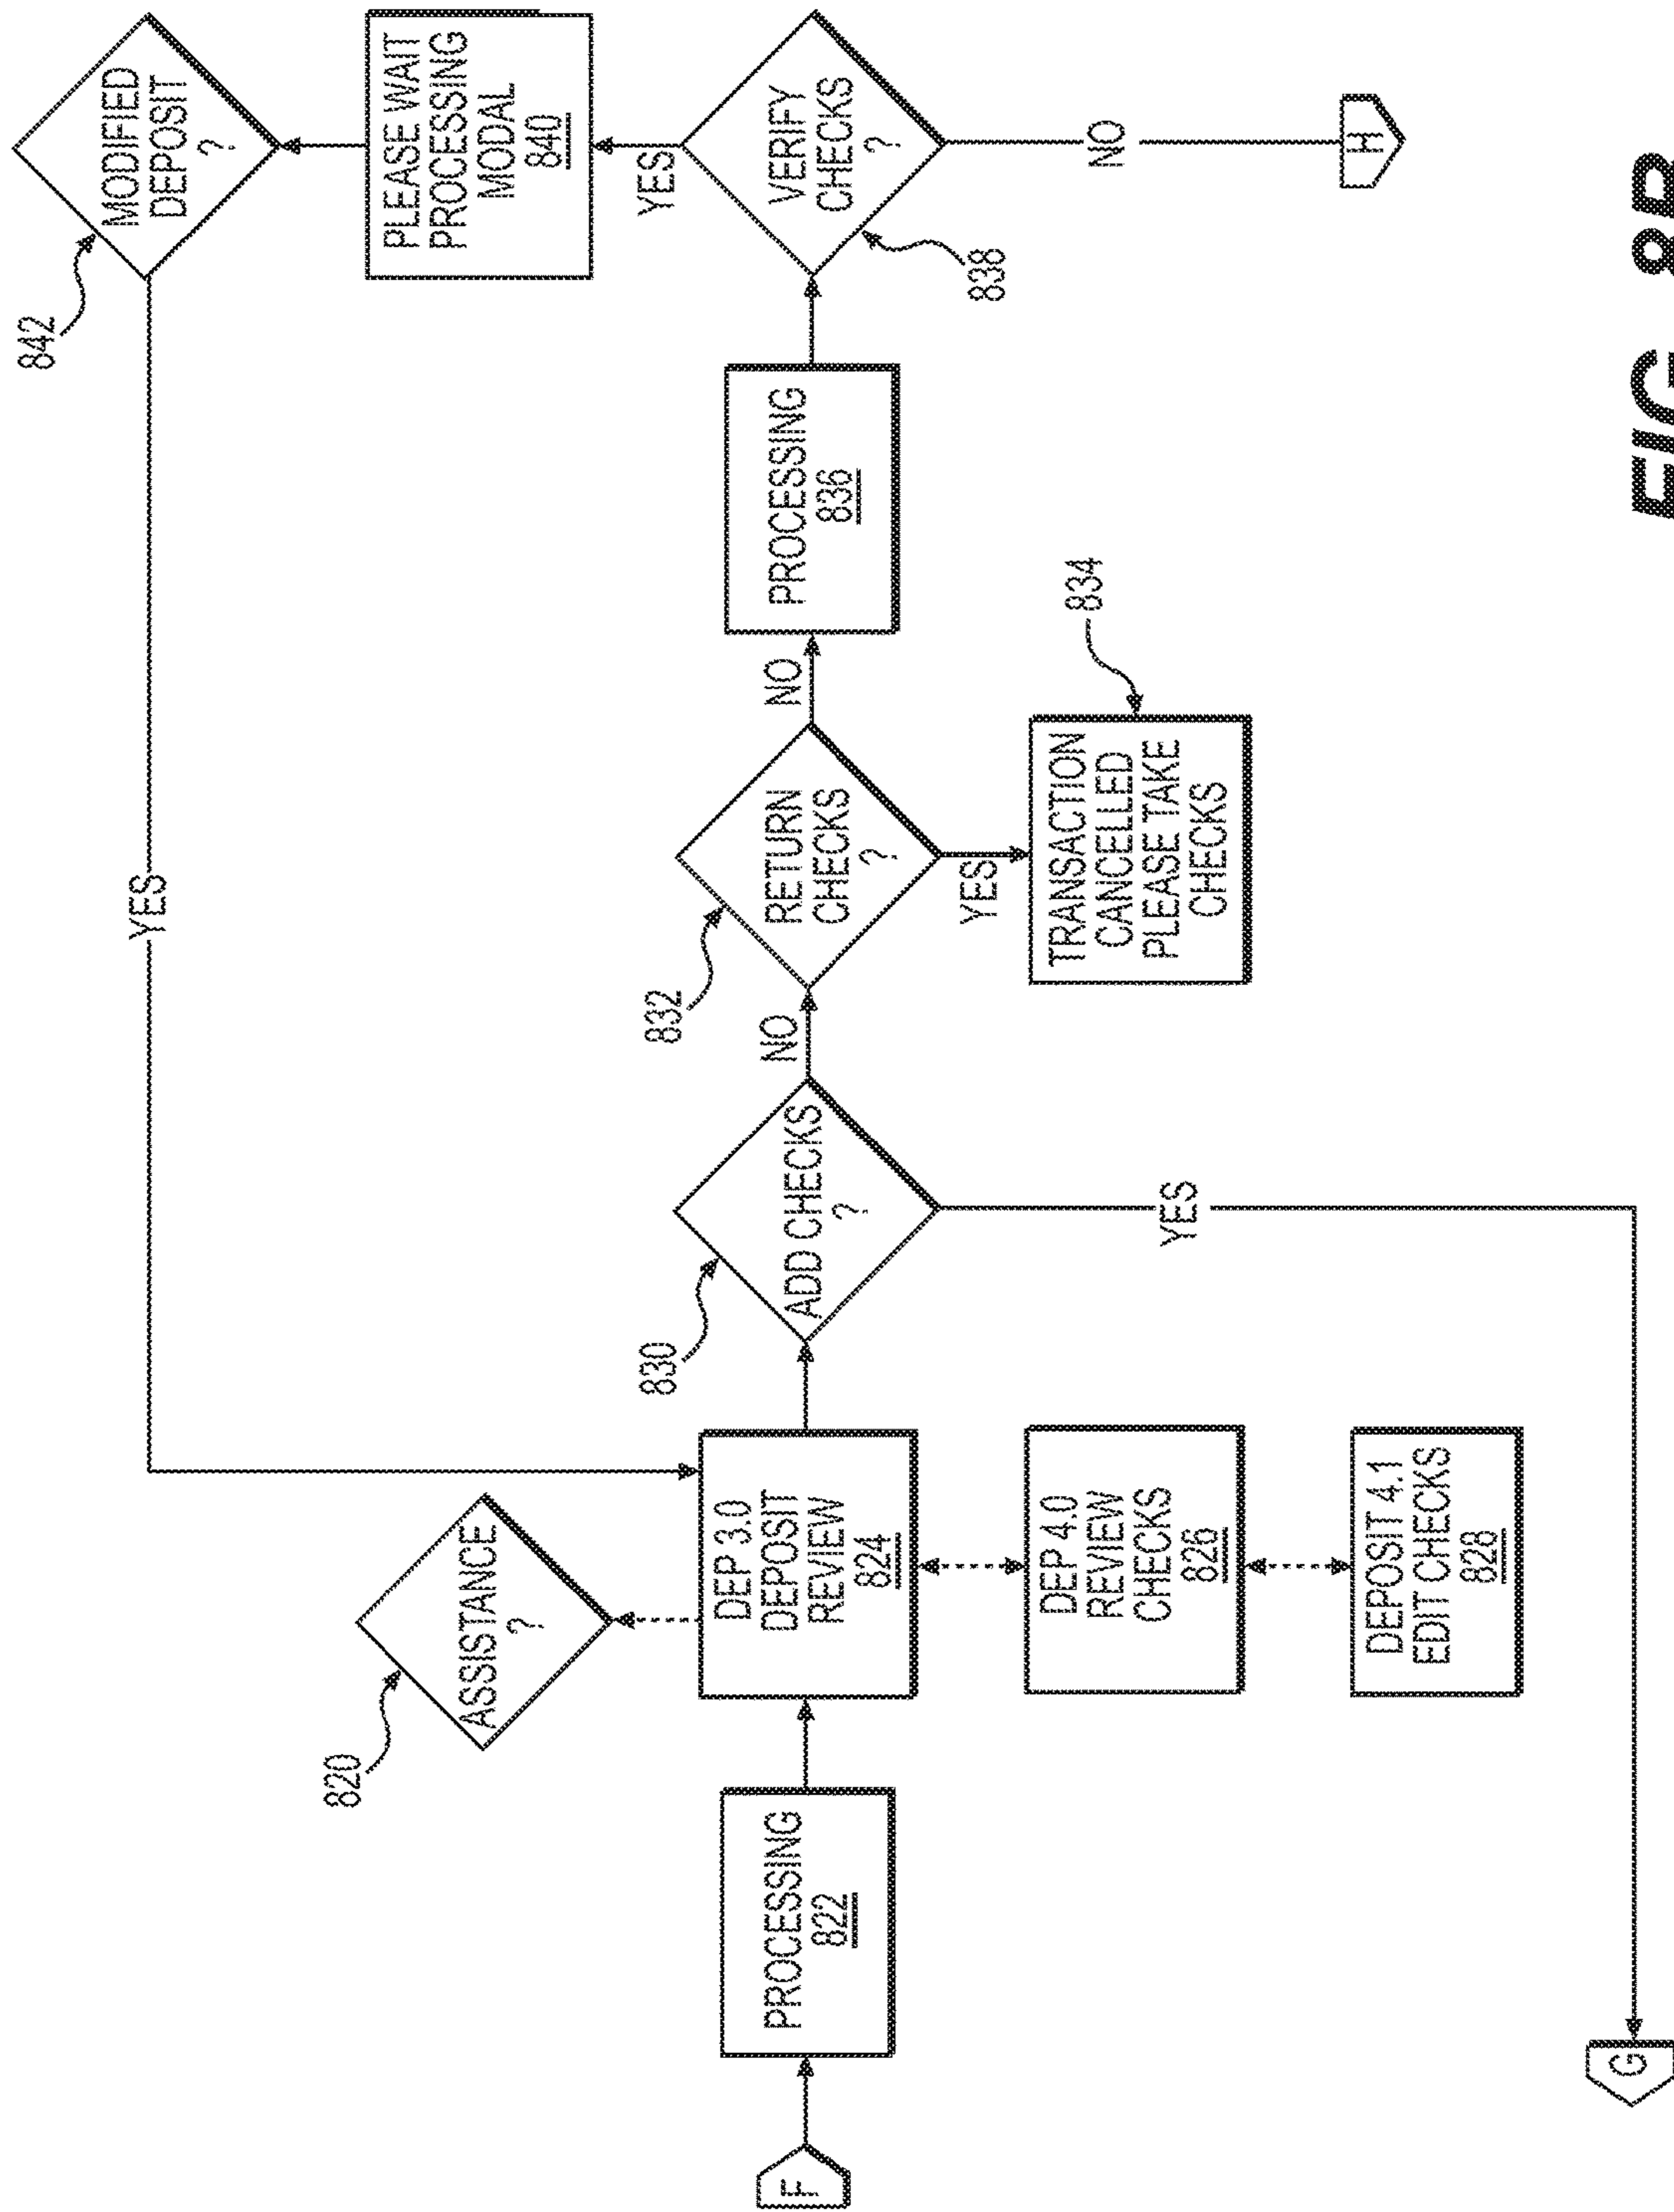 842
MODIFIED
DEPOSIT
?
YES
820
ASSISTANCE
?
PLEASE WAIT
PROCESSING
MODAL
840
F
PROCESSING
822
DEP 3.0
DEPOSIT
REVIEW
824
830
ADD CHECKS
?
NO
832
RETURN
CHECKS
?
NO
PROCESSING
836
YES
VERIFY
CHECKS
?
838
DEP 4.0
REVIEW
CHECKS
826
YES
TRANSACTION
CANCELLED
PLEASE TAKE
CHECKS
834
NO
YES
DEPOSIT 4.1
EDIT CHECKS
828
H
G
FIG. 8B